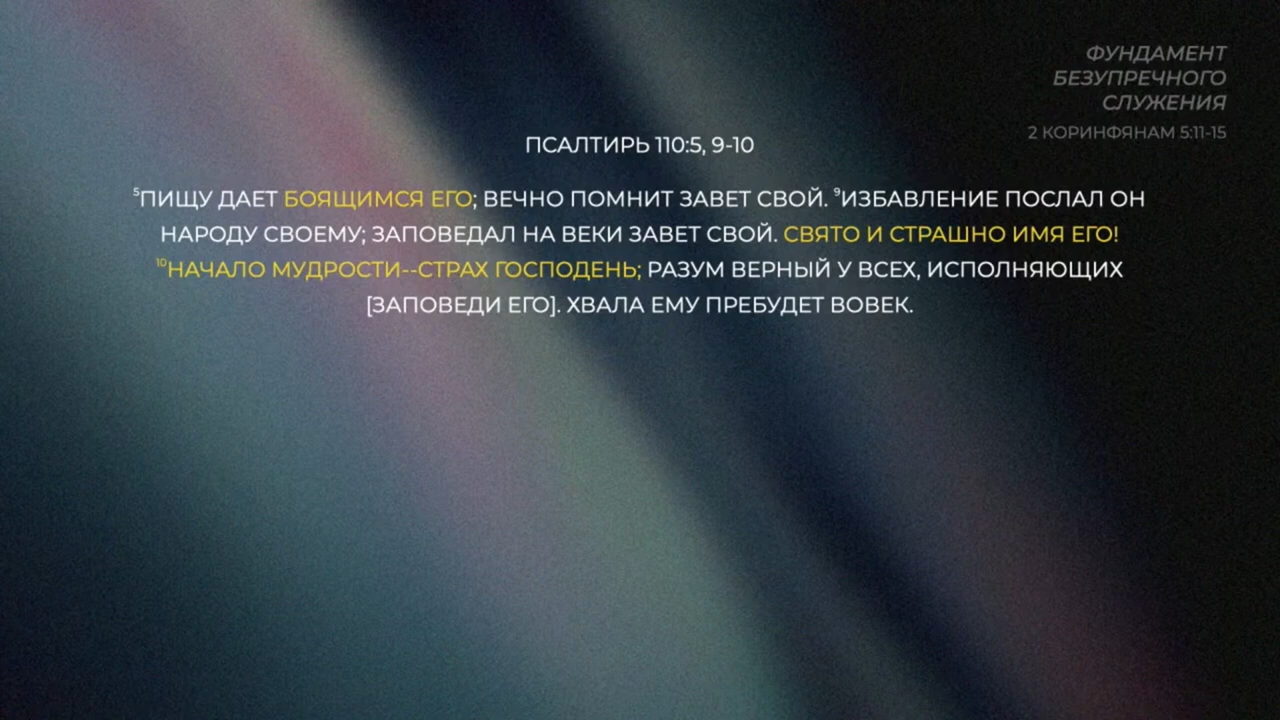 ФУНДАМЕНТ
БЕЗУПРЕЧНОГО
СЛУЖЕНИЯ
2 КОРИНФЯНАМ 5:11-15
ПСАЛТИРЬ 110:5, 9-10
⁵ПИЩУ ДАЕТ БОЯЩИМСЯ ЕГО; ВЕЧНО ПОМНИТ ЗАВЕТ СВОЙ. ⁹ИЗБАВЛЕНИЕ ПОСЛАЛ ОН
НАРОДУ СВОЕМУ; ЗАПОВЕДАЛ НА ВЕКИ ЗАВЕТ СВОЙ. СВЯТО И СТРАШНО ИМЯ ЕГО!
¹⁰НАЧАЛО МУДРОСТИ--СТРАХ ГОСПОДЕНЬ; РАЗУМ ВЕРНЫЙ У ВСЕХ, ИСПОЛНЯЮЩИХ
[ЗАПОВЕДИ ЕГО]. ХВАЛА ЕМУ ПРЕБУДЕТ ВОВЕК.